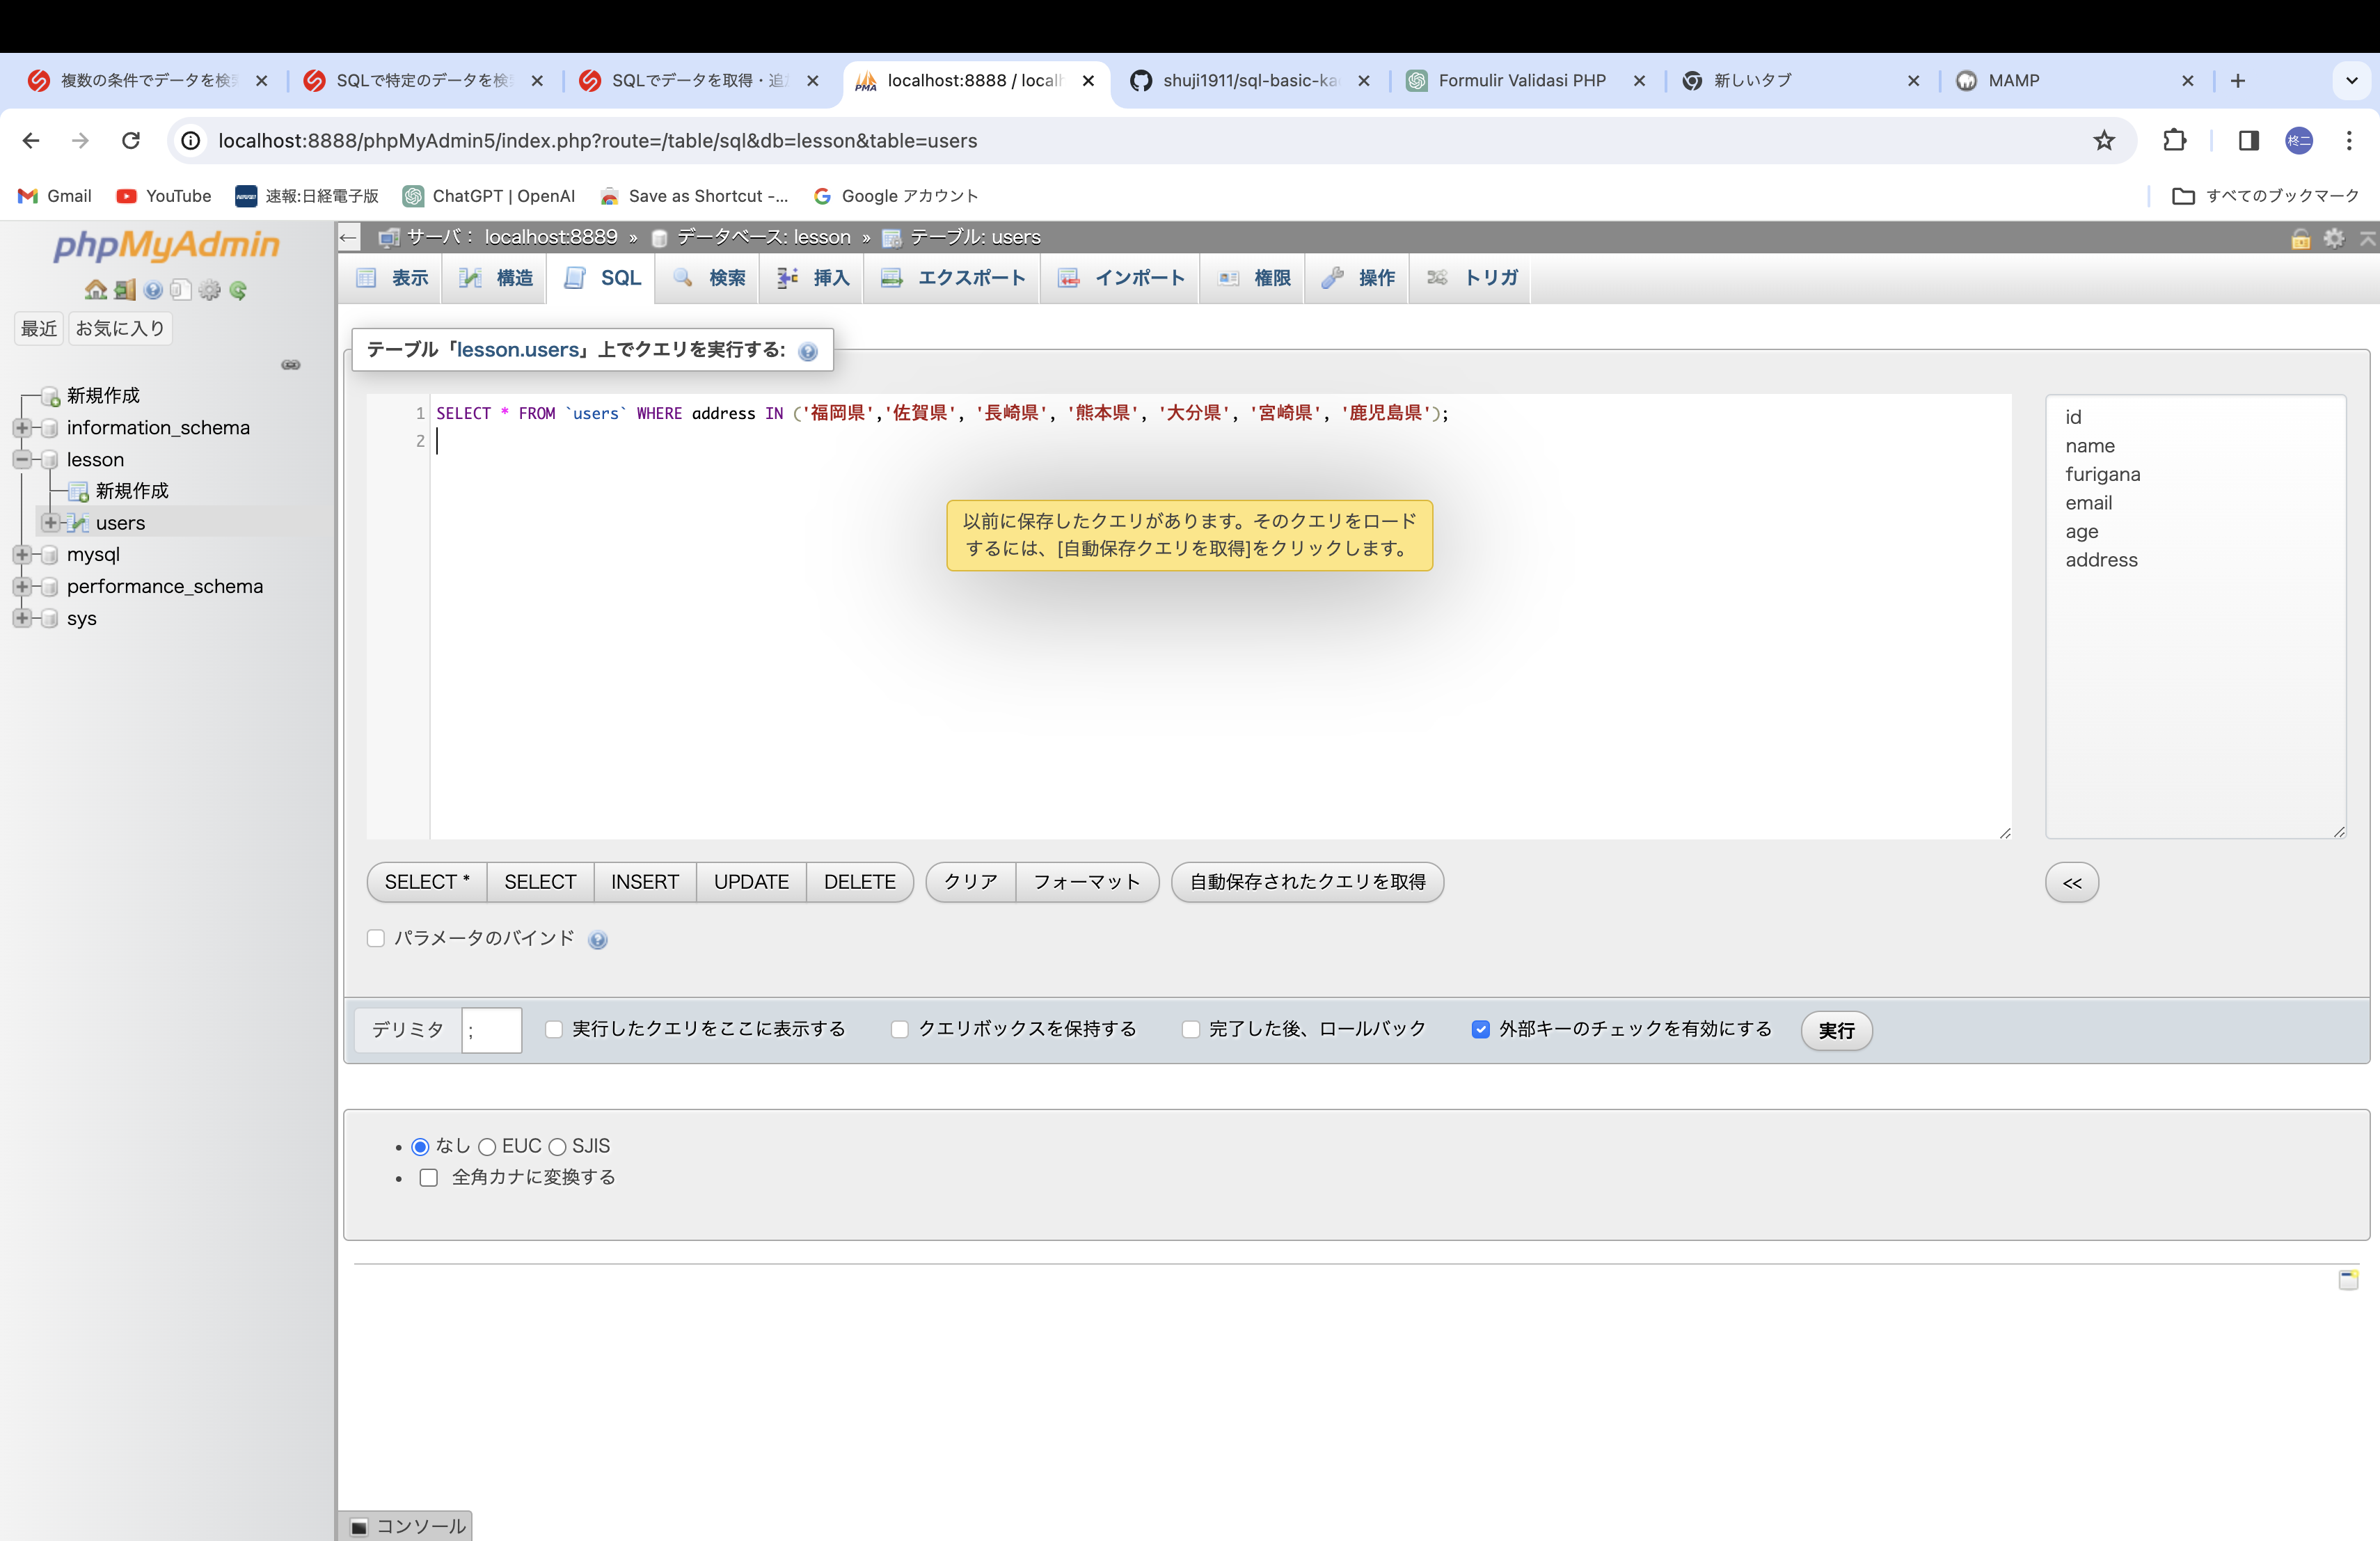 複数の条件でデータを検
SQLで特定のデータを検
SQLでデータを取得・追
PMA
localhost:8888 / local
shuji1911/sql-basic-ka
Formulir Validasi PHP
新しいタブ
MAMP
localhost:8888/phpMyAdmin5/index.php?route=/table/sql&db=lesson&table=users
柊二
Gmail
YouTube
速報:日経電子版
ChatGPT | OpenAI
Save as Shortcut -...
Google アカウント
すべてのブックマーク
phpMyAdmin
最近
お気に入り
新規作成
information_schema
lesson
新規作成
users
mysql
performance_schema
sys
サーバ: localhost:8889 » データベース: lesson » テーブル: users
表示
構造
SQL
検索
挿入
エクスポート
インポート
権限
操作
トリガ
テーブル「lesson.users」上でクエリを実行する:
1 SELECT * FROM `users` WHERE address IN ('福岡県','佐賀県', '長崎県', '熊本県', '大分県', '宮崎県', '鹿児島県');
2
以前に保存したクエリがあります。そのクエリをロード
するには、[自動保存クエリを取得]をクリックします。
id
name
furigana
email
age
address
SELECT *
SELECT
INSERT
UPDATE
DELETE
クリア
フォーマット
自動保存されたクエリを取得
<<
パラメータのバインド
デリミタ
;
実行したクエリをここに表示する
クエリボックスを保持する
完了した後、ロールバック
外部キーのチェックを有効にする
実行
なし EUC SJIS
全角カナに変換する
コンソール